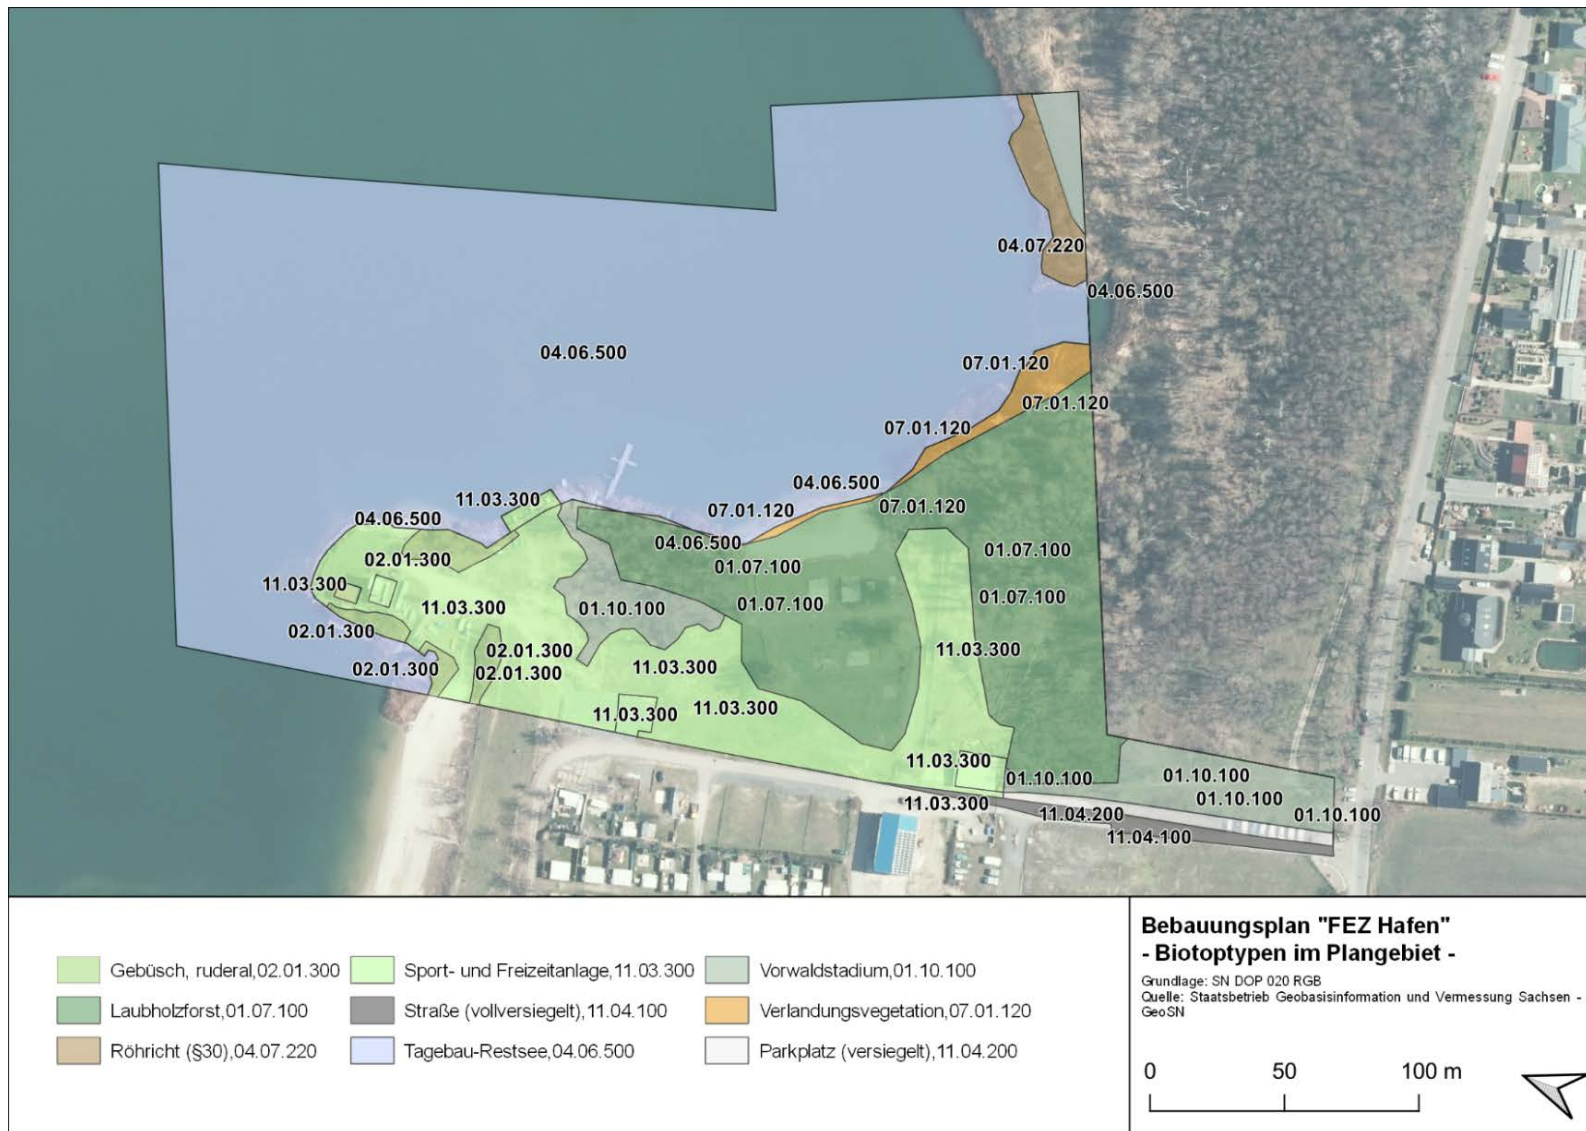 04.07.220
04.06.500
04.06.500
07.01.120
07.01.120
07.01.120
04.06.500
11.03.300
07.01.120
07.01.120
04.06.500
04.06.500
01.07.100
02.01.300
01.07.100
11.03.300
01.07.100
01.07.100
11.03.300
01.10.100
02.01.300
02.01.300
11.03.300
02.01.300
11.03.300
02.01.300
11.03.300
11.03.300
11.03.300
01.10.100
01.10.100
01.10.100
11.03.300
11.04.200
01.10.100
11.04.100
Gebüsch, ruderal,02.01.300
Laubholzforst,01.07.100
Röhricht (§30),04.07.220
Sport- und Freizeitanlage,11.03.300
Straße (vollversiegelt),11.04.100
Tagebau-Restsee,04.06.500
Vorwaldstadium,01.10.100
Verlandungsvegetation,07.01.120
Parkplatz (versiegelt),11.04.200
Bebauungsplan "FEZ Hafen"
- Biotoptypen im Plangebiet -
Grundlage: SN DOP 020 RGB
Quelle: Staatsbetrieb Geobasisinformation und Vermessung Sachsen -
GeoSN
0 50 100 m